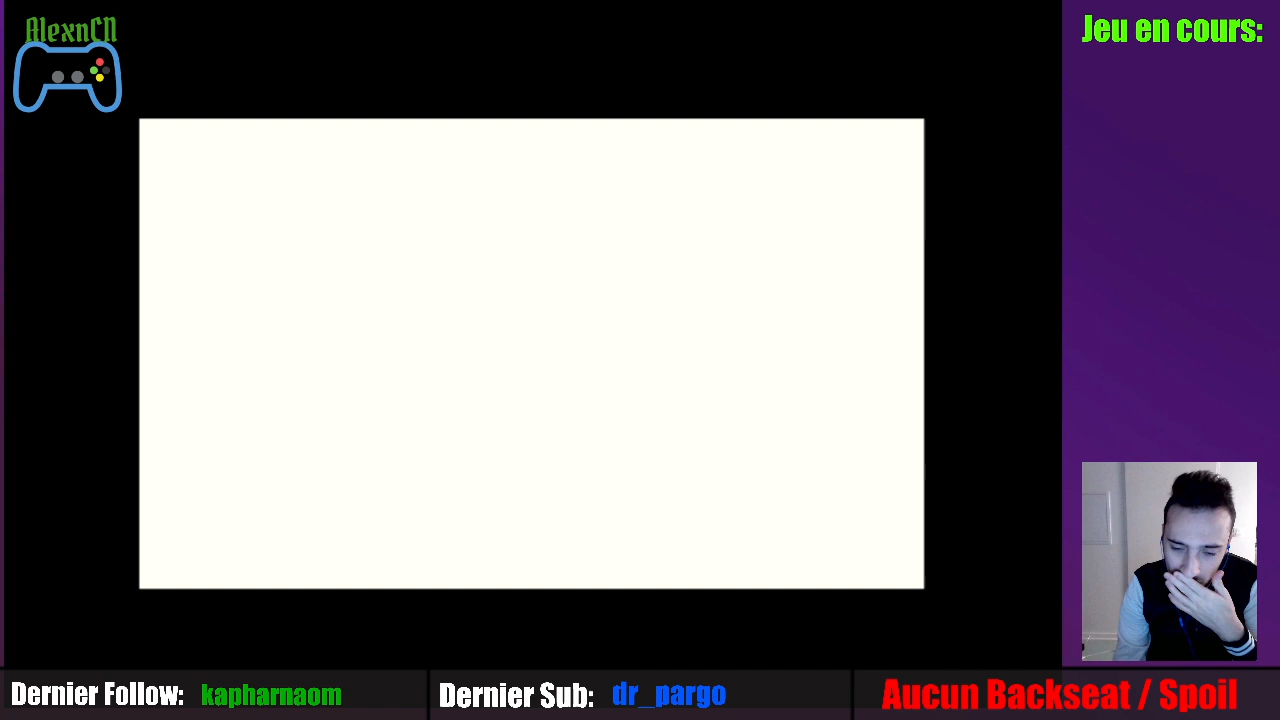 AlexnCN
Jeu en cours:
Dernier Follow: kapharnaom
Dernier Sub: dr_pargo
Aucun Backseat / Spoil